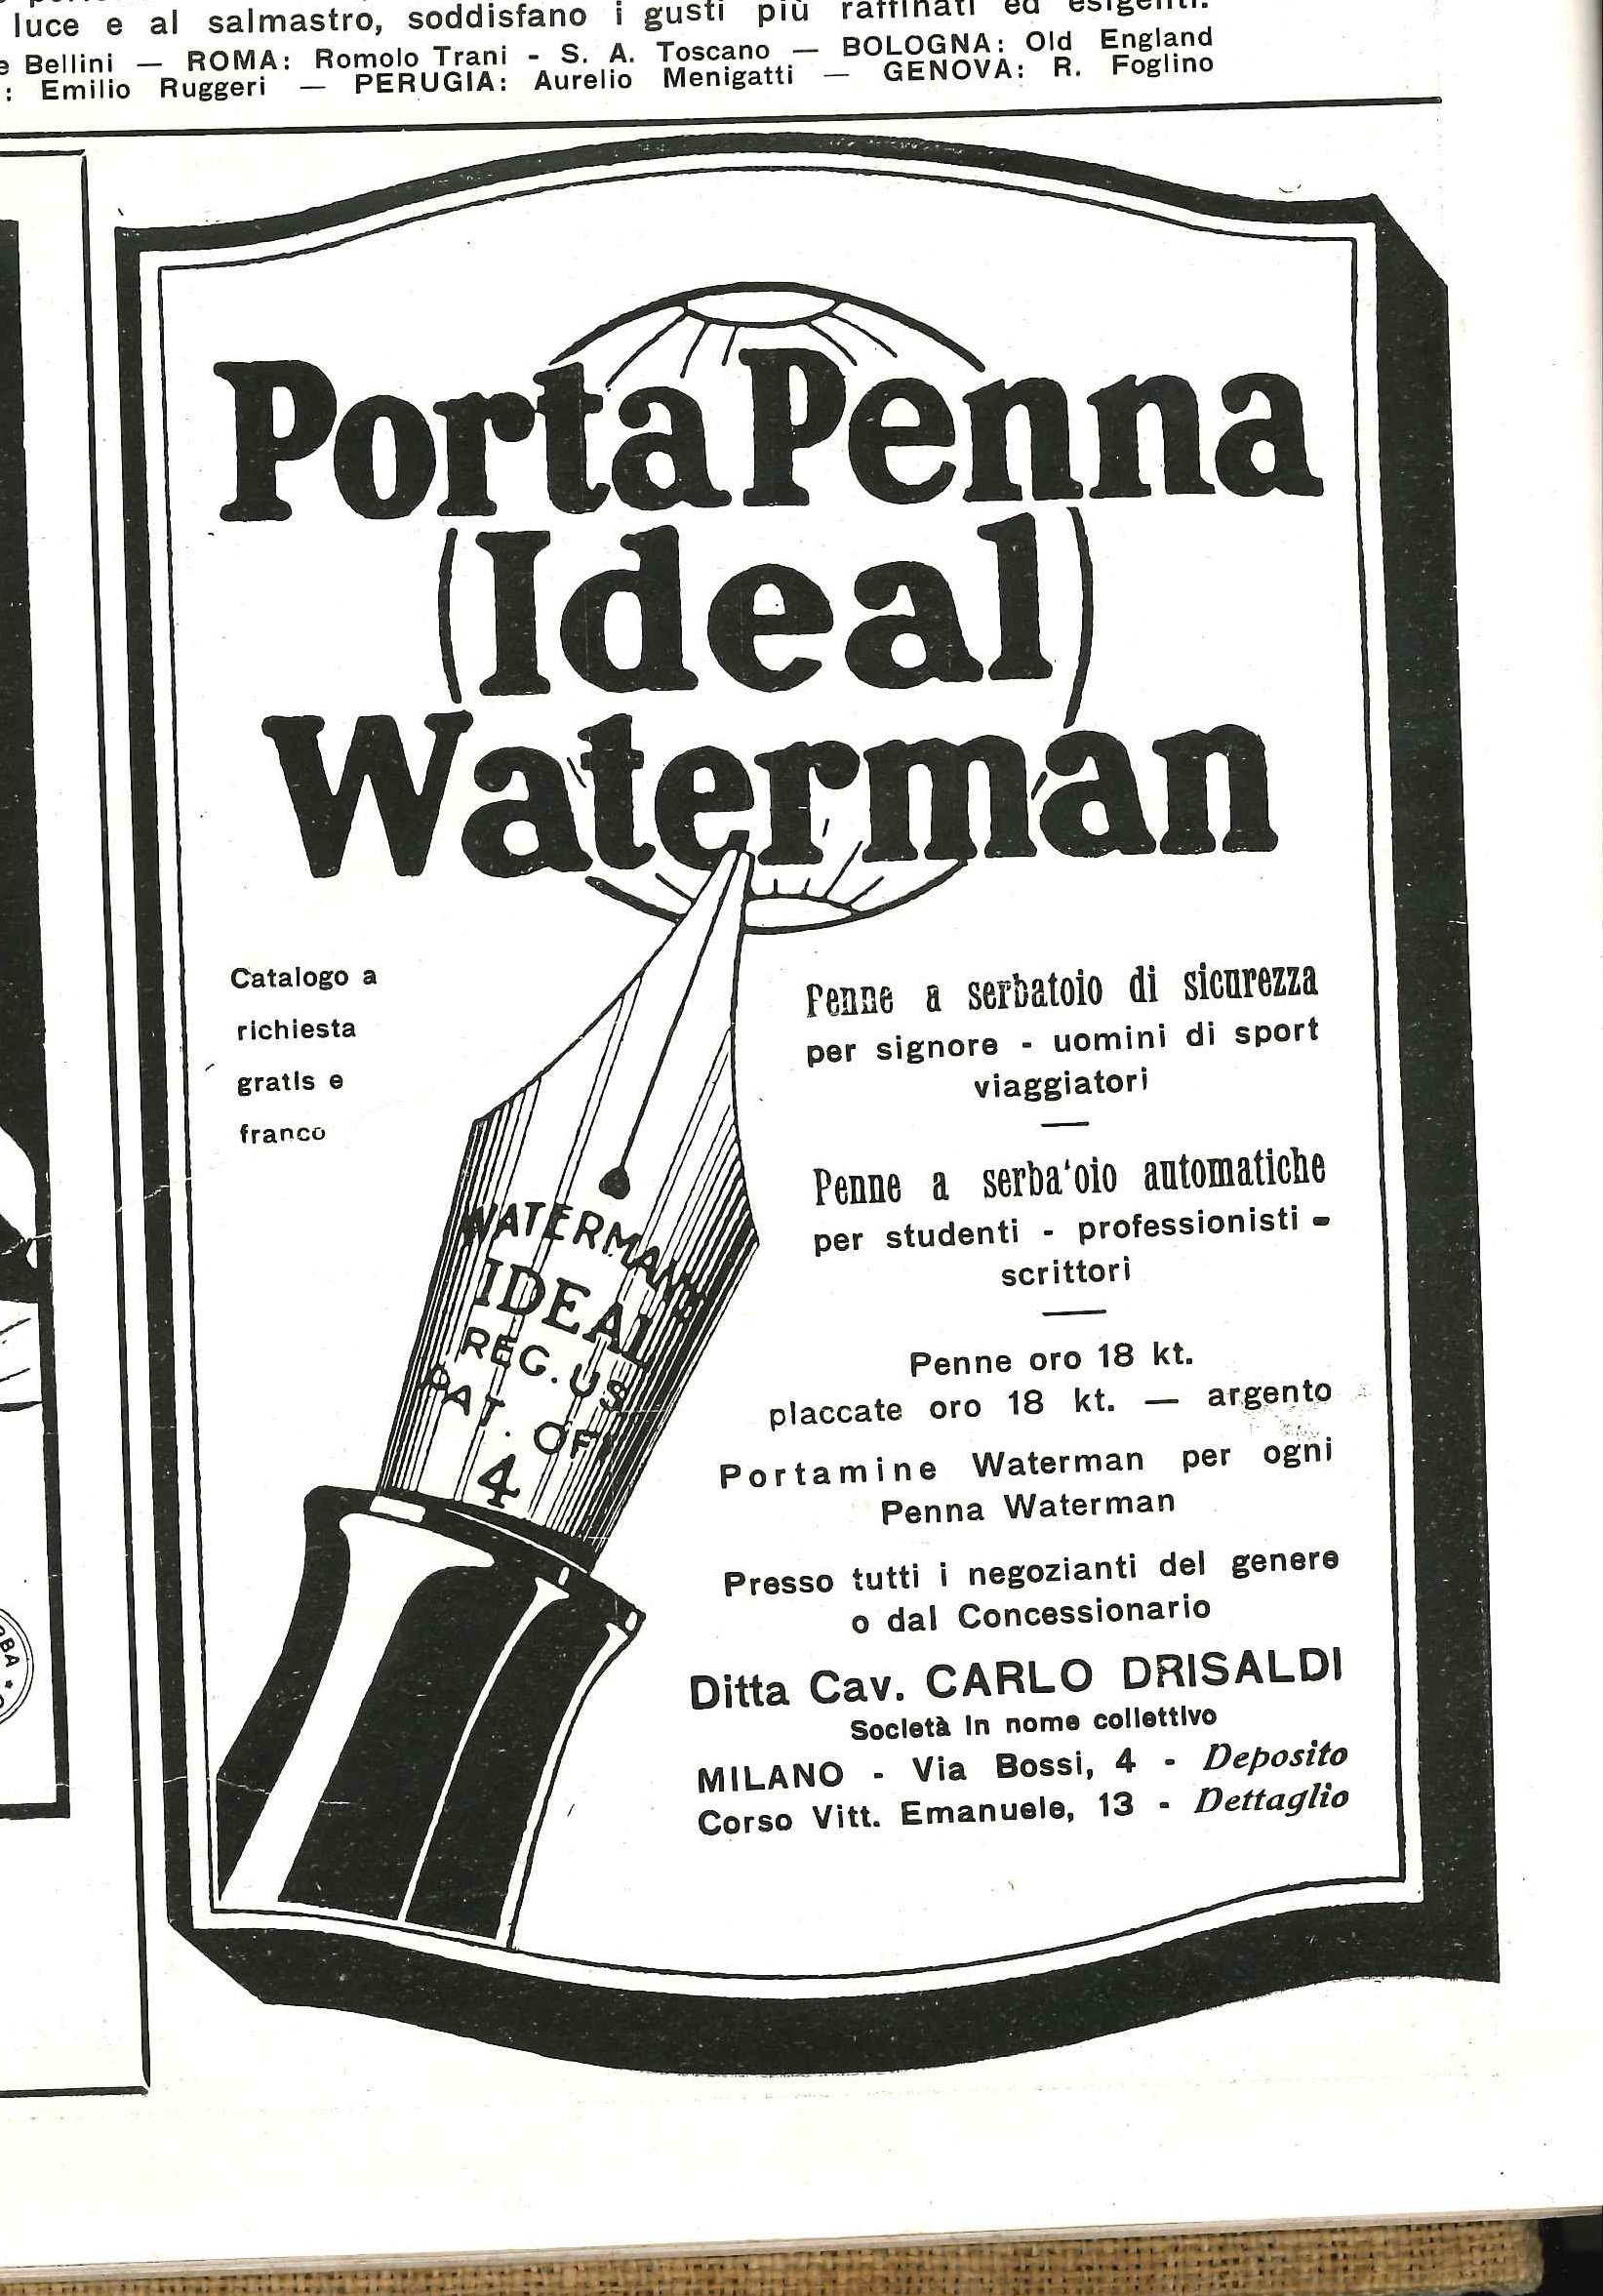 luce e al salmastro, soddisfano i gusti più raffinati ed esigenti.
e Bellini — ROMA: Romolo Trani - S. A. Toscano — BOLOGNA: Old England
: Emilio Ruggeri — PERUGIA: Aurelio Menigatti — GENOVA: R. Foglino
PortaPenna
(Ideal)
Waterman
Catalogo a
richiesta
gratis e
franco
Penne a serbatoio di sicurezza
per signore - uomini di sport
viaggiatori
Penne a serba'oio automatiche
per studenti - professionisti -
scrittori
Penne oro 18 kt.
placcate oro 18 kt. — argento
Portamine Waterman per ogni
Penna Waterman
Presso tutti i negozianti del genere
o dal Concessionario
Ditta Cav. CARLO DRISALDI
Società in nome collettivo
MILANO - Via Bossi, 4 - Deposito
Corso Vitt. Emanuele, 13 - Dettaglio
IDEAL
REG. US
PAT. OF
4